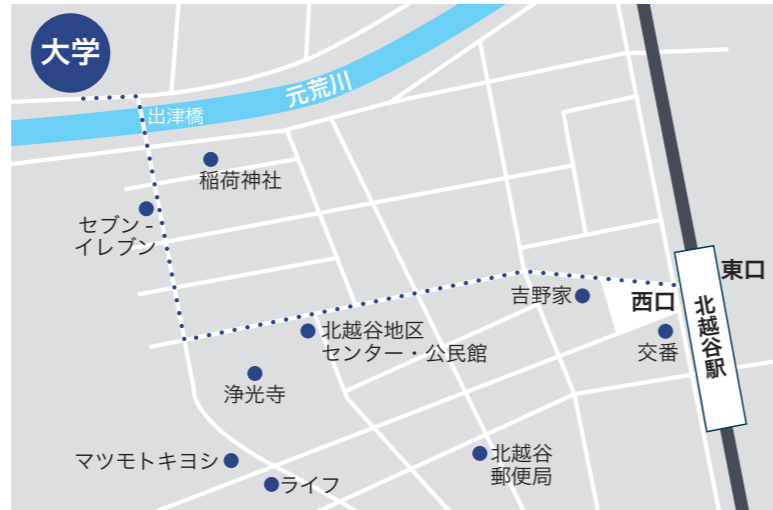 大学
元荒川
出津橋
稲荷神社
セブン-
イレブン
東口
吉野家
西口
北越谷駅
北越谷地区
センター・公民館
交番
浄光寺
マツモトキヨシ
北越谷
郵便局
ライフ